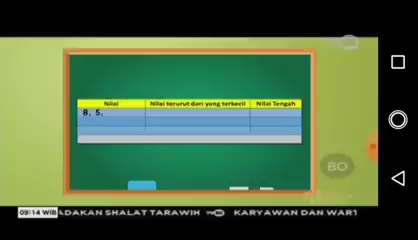 Nilai Nilai terurut dari yang terkecil Nilai Tengah
8, 5,
BO
09:14 WIB ADAKAN SHALAT TARAWIH KARYAWAN DAN WART